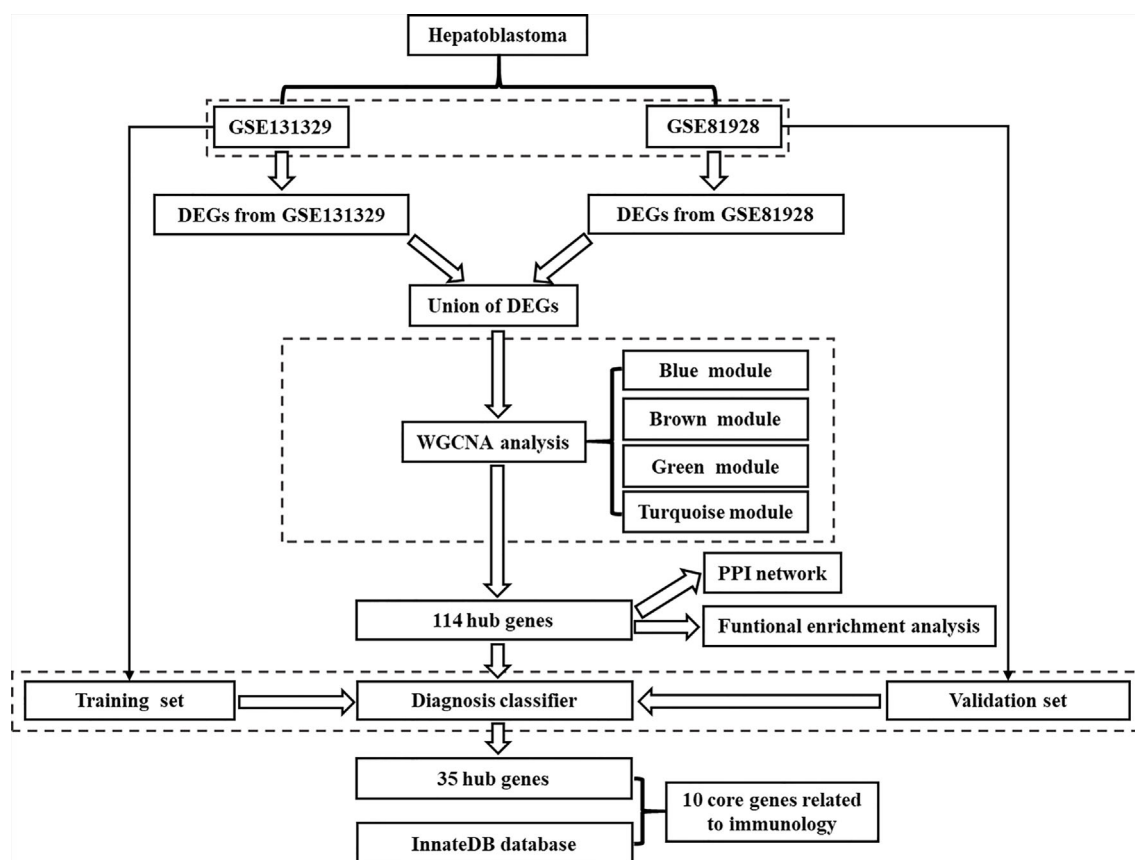 Hepatoblastoma
GSE131329
GSE81928
DEGs from GSE131329
DEGs from GSE81928
Union of DEGs
WGCNA analysis
Blue module
Brown module
Green module
Turquoise module
PPI network
114 hub genes
Funtional enrichment analysis
Training set
Diagnosis classifier
Validation set
35 hub genes
10 core genes related
to immunology
InnateDB database